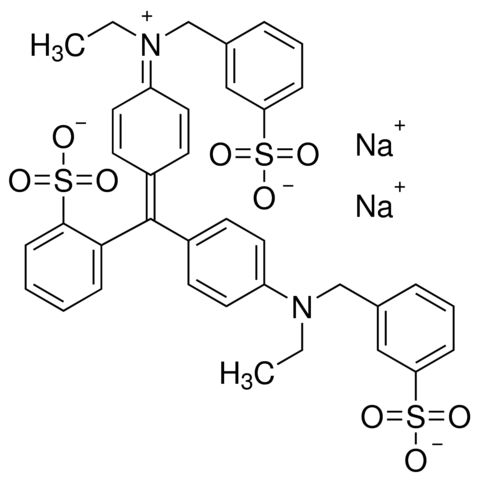 +
H₃C
N
O⁻
O=S=O
O=S=O
Na⁺
O⁻
Na⁺
N
H₃C
O=S=O
O⁻